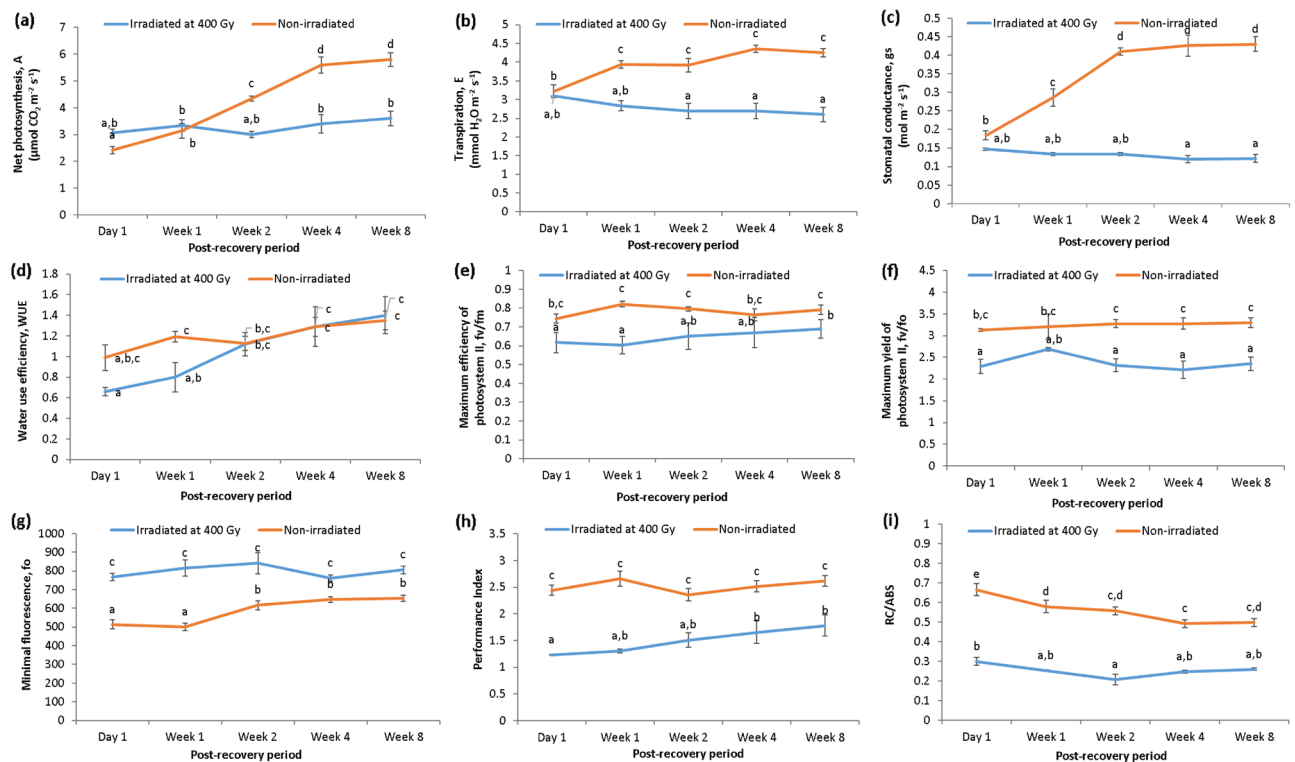 (a)
Irradiated at 400 Gy
Non-irradiated
Net photosynthesis, A
(µmol CO2 m⁻² s⁻¹)
7
6
5
4
3
2
1
0
a,b
b
a,b
b
b
a
b
c
d
d
Day 1 Week 1 Week 2 Week 4 Week 8
Post-recovery period
(b)
Irradiated at 400 Gy
Non-irradiated
Transpiration, E
(mmol H2O m⁻² s¹)
5
4.5
4
3.5
3
2.5
2
1.5
1
0.5
0
b
c
c
c
c
a,b
a,b
a
a
a
Day 1 Week 1 Week 2 Week 4 Week 8
Post-recovery period
(c)
Irradiated at 400 Gy
Non-irradiated
Stomatal conductance, gs
(mol m⁻² s⁻¹)
0.5
0.45
0.4
0.35
0.3
0.25
0.2
0.15
0.1
0.05
0
b
c
d
d
d
a,b
a,b
a,b
a
a
Day 1 Week 1 Week 2 Week 4 Week 8
Post-recovery period
(d)
Irradiated at 400 Gy
Non-irradiated
Water use efficiency, WUE
1.8
1.6
1.4
1.2
1
0.8
0.6
0.4
0.2
0
a,b,c
c
b,c
c
c
a
a,b
b,c
c
c
Day 1 Week 1 Week 2 Week 4 Week 8
Post-recovery period
(e)
Irradiated at 400 Gy
Non-irradiated
Maximum efficiency of
photosystem II, fv/fm
1
0.9
0.8
0.7
0.6
0.5
0.4
0.3
0.2
0.1
0
b,c
c
c
b,c
c
a
a
a,b
a,b
b
Day 1 Week 1 Week 2 Week 4 Week 8
Post-recovery period
(f)
Irradiated at 400 Gy
Non-irradiated
Maximum yield of
photosystem II, fv/fo
4.5
4
3.5
3
2.5
2
1.5
1
0.5
0
b,c
b,c
c
c
c
a
a,b
a
a
a
Day 1 Week 1 Week 2 Week 4 Week 8
Post-recovery period
(g)
Irradiated at 400 Gy
Non-irradiated
Minimal fluorescence, fo
1000
900
800
700
600
500
400
300
200
100
0
c
c
c
c
c
a
a
b
b
b
Day 1 Week 1 Week 2 Week 4 Week 8
Post-recovery period
(h)
Irradiated at 400 Gy
Non-irradiated
Performance Index
3.5
3
2.5
2
1.5
1
0.5
0
c
c
c
c
c
a
a,b
a,b
b
b
Day 1 Week 1 Week 2 Week 4 Week 8
Post-recovery period
(i)
Irradiated at 400 Gy
Non-irradiated
RC/ABS
1
0.9
0.8
0.7
0.6
0.5
0.4
0.3
0.2
0.1
0
e
d
c,d
c
c,d
b
a,b
a
a,b
a,b
Day 1 Week 1 Week 2 Week 4 Week 8
Post-recovery period